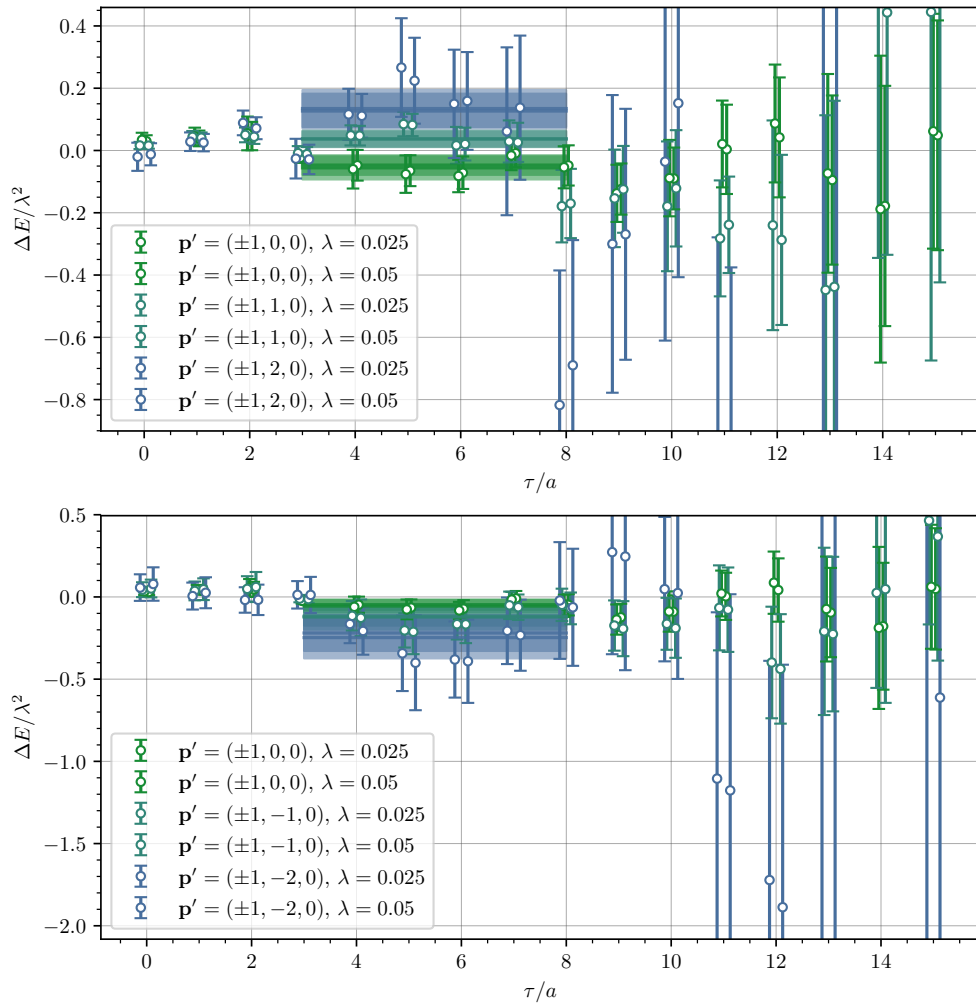 0.4
0.2
0.0
−0.2
−0.4
−0.6
−0.8
ΔE/λ²
p′ = (±1, 0, 0), λ = 0.025
p′ = (±1, 0, 0), λ = 0.05
p′ = (±1, 1, 0), λ = 0.025
p′ = (±1, 1, 0), λ = 0.05
p′ = (±1, 2, 0), λ = 0.025
p′ = (±1, 2, 0), λ = 0.05
0 2 4 6 8 10 12 14
τ/a
0.5
0.0
−0.5
−1.0
−1.5
−2.0
ΔE/λ²
p′ = (±1, 0, 0), λ = 0.025
p′ = (±1, 0, 0), λ = 0.05
p′ = (±1, −1, 0), λ = 0.025
p′ = (±1, −1, 0), λ = 0.05
p′ = (±1, −2, 0), λ = 0.025
p′ = (±1, −2, 0), λ = 0.05
0 2 4 6 8 10 12 14
τ/a